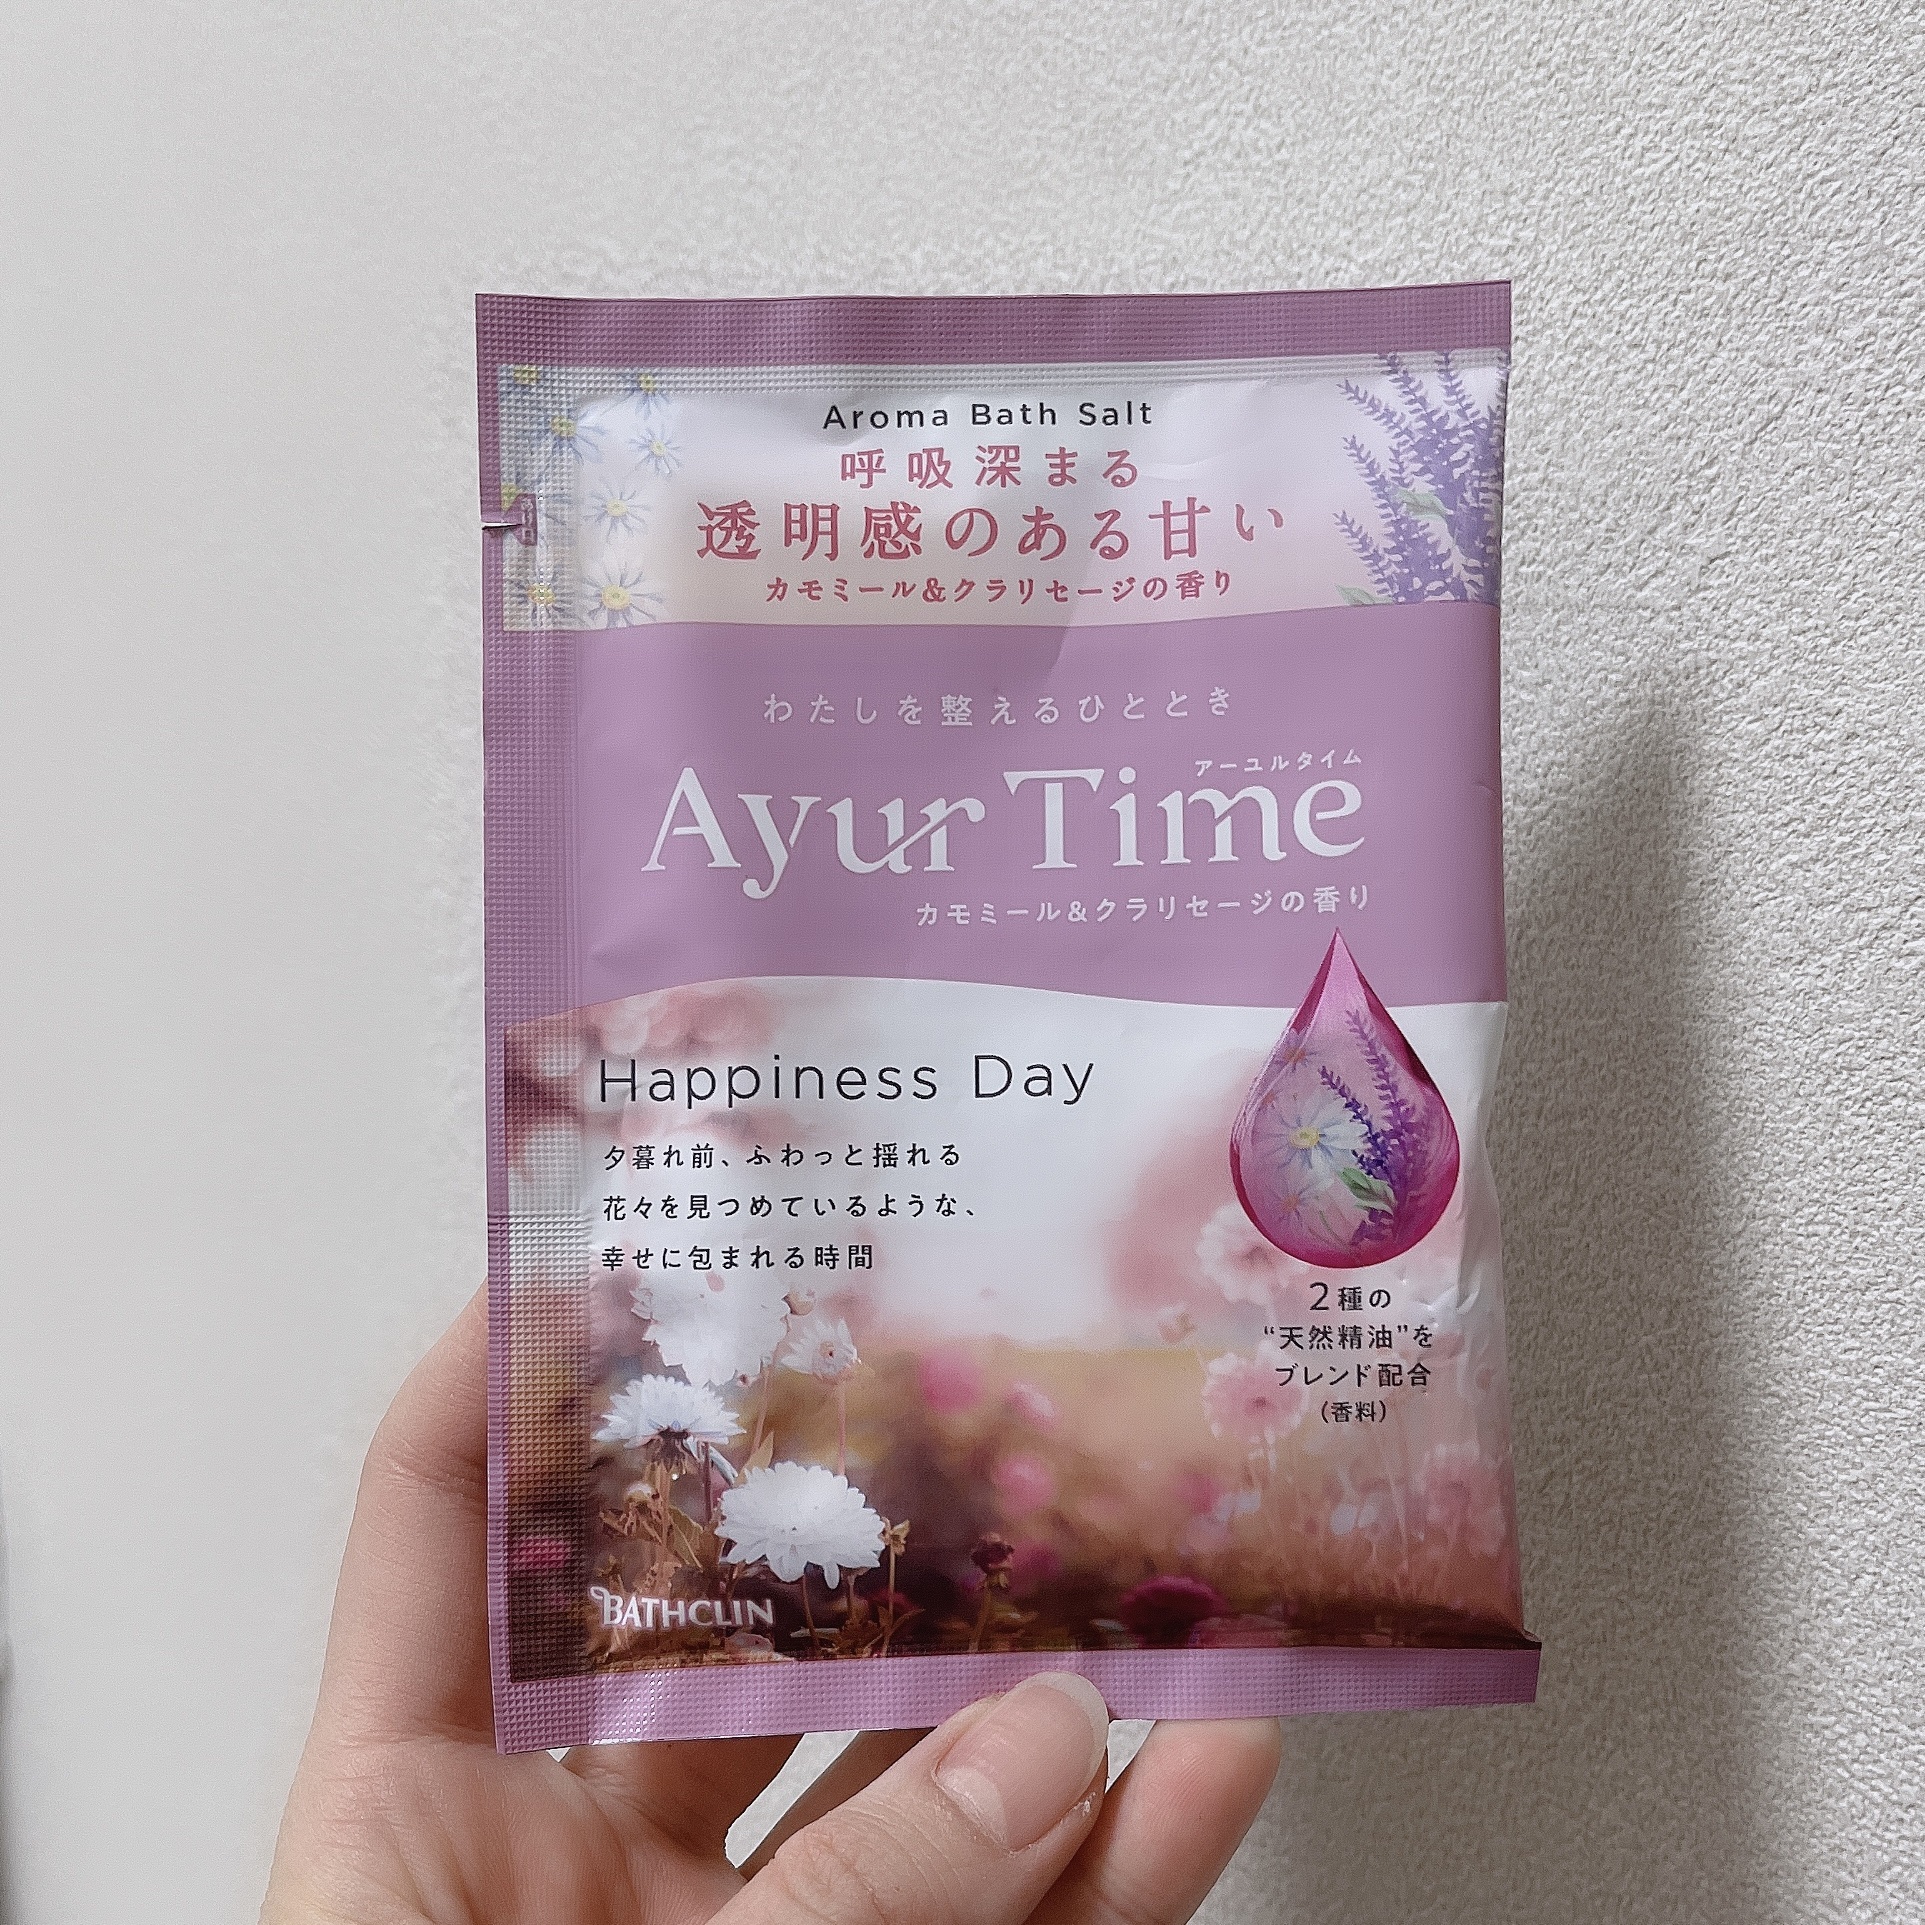 Aroma Bath Salt
呼吸深まる
透明感のある甘い
カモミール&クラリセージの香り
わたしを整えるひととき
アーユルタイム
Ayur Time
カモミール&クラリセージの香り
Happiness Day
夕暮れ前、ふわっと揺れる
花々を見つめているような、
幸せに包まれる時間
2種の
“天然精油”を
ブレンド配合
(香料)
BATHCLIN